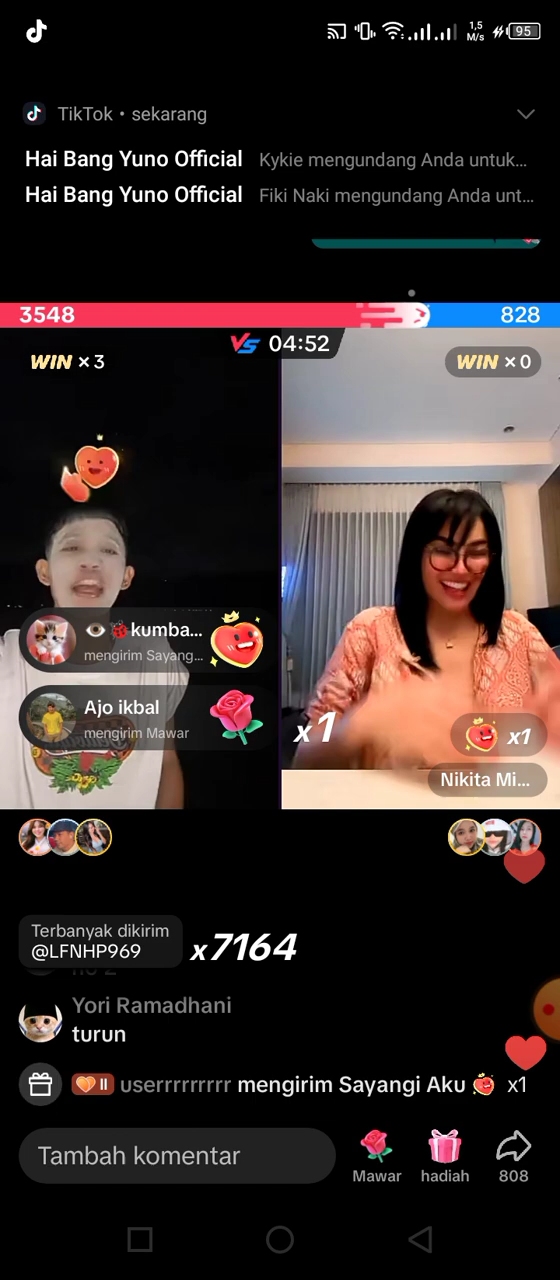 1,5
M/s
95
TikTok • sekarang
Hai Bang Yuno Official Kykie mengundang Anda untuk...
Hai Bang Yuno Official Fiki Naki mengundang Anda unt...
3548
828
VS 04:52
WIN × 3
WIN × 0
kumba...
mengirim Sayang...
Ajo ikbal
mengirim Mawar
x1
x1
Nikita Mi...
Terbanyak dikirim
@LFNHP969
x7164
Yori Ramadhani
turun
II userrrrrrrrr mengirim Sayangi Aku x1
Tambah komentar
Mawar
hadiah
808